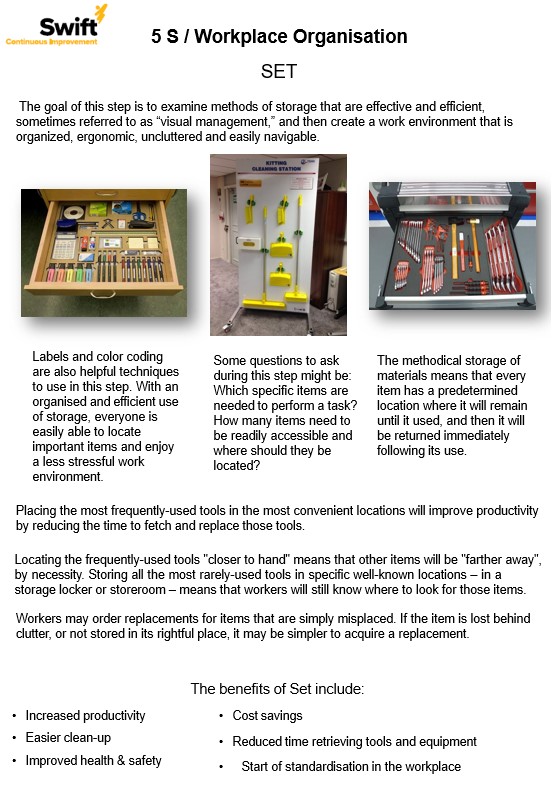 Swift
Continuous Improvement
5 S / Workplace Organisation
SET
The goal of this step is to examine methods of storage that are effective and efficient,
sometimes referred to as “visual management,” and then create a work environment that is
organized, ergonomic, uncluttered and easily navigable.
KITTING
CLEANING STATION
Labels and color coding
are also helpful techniques
to use in this step. With an
organised and efficient use
of storage, everyone is
easily able to locate
important items and enjoy
a less stressful work
environment.
Some questions to ask
during this step might be:
Which specific items are
needed to perform a task?
How many items need to
be readily accessible and
where should they be
located?
The methodical storage of
materials means that every
item has a predetermined
location where it will remain
until it used, and then it will
be returned immediately
following its use.
Placing the most frequently-used tools in the most convenient locations will improve productivity
by reducing the time to fetch and replace those tools.
Locating the frequently-used tools "closer to hand" means that other items will be "farther away",
by necessity. Storing all the most rarely-used tools in specific well-known locations – in a
storage locker or storeroom – means that workers will still know where to look for those items.
Workers may order replacements for items that are simply misplaced. If the item is lost behind
clutter, or not stored in its rightful place, it may be simpler to acquire a replacement.
The benefits of Set include:
• Increased productivity
• Easier clean-up
• Improved health & safety
• Cost savings
• Reduced time retrieving tools and equipment
• Start of standardisation in the workplace